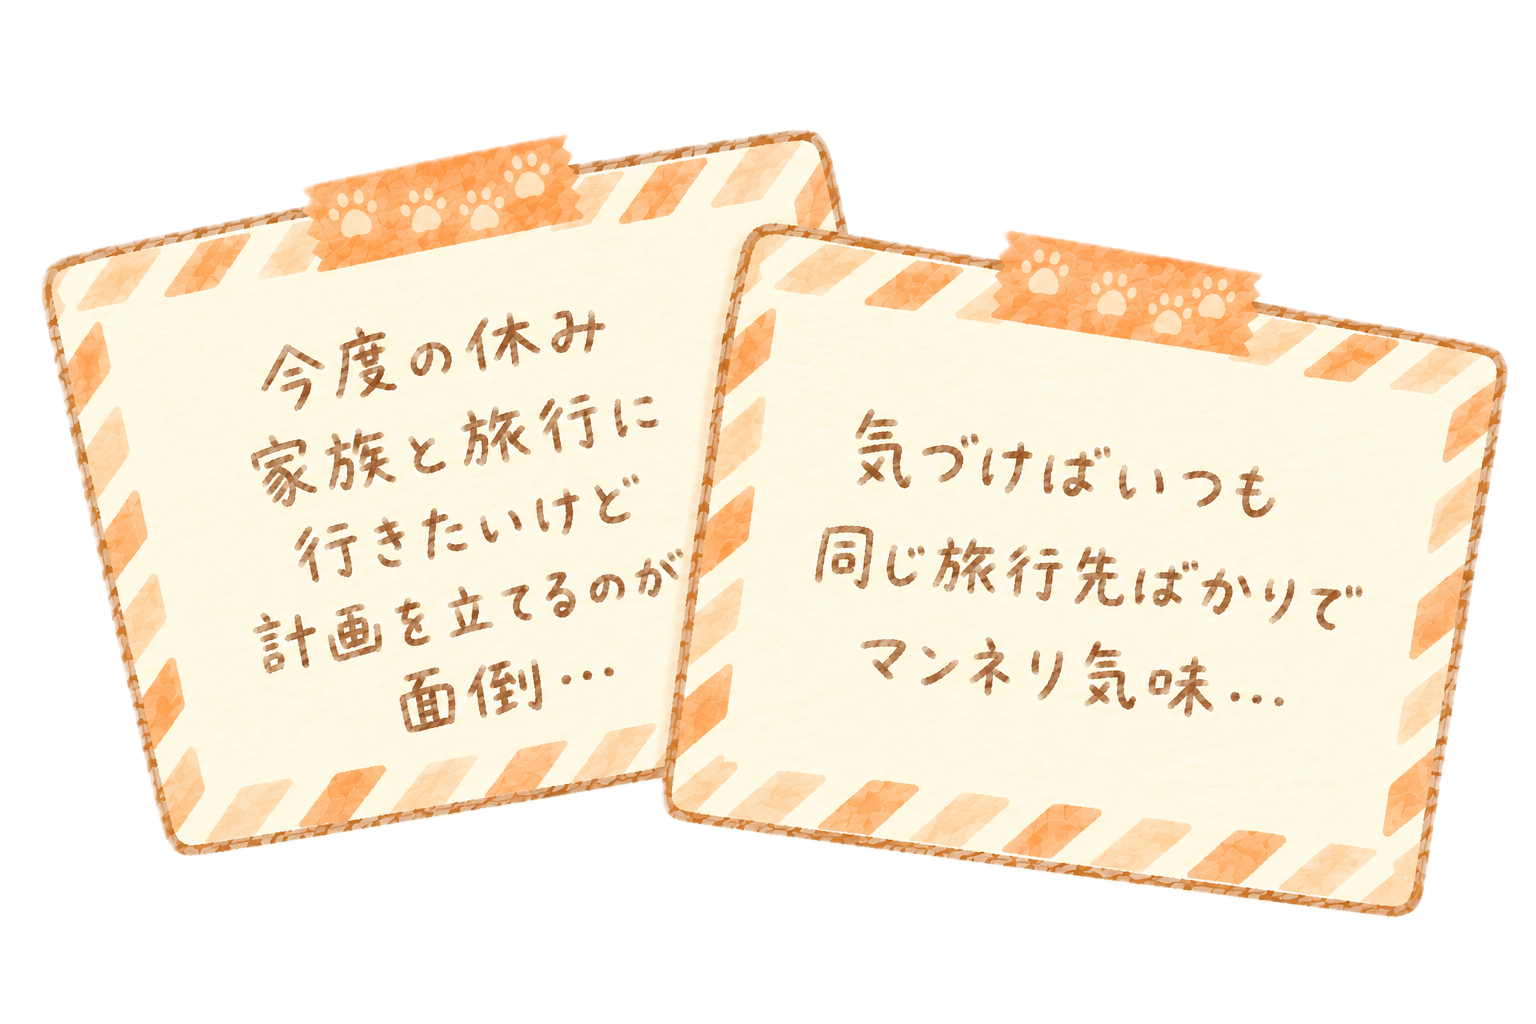 今度の休み
家族と旅行に
行きたいけど
計画を立てるのが
面倒…
気づけばいつも
同じ旅行先ばかりで
マンネリ気味…